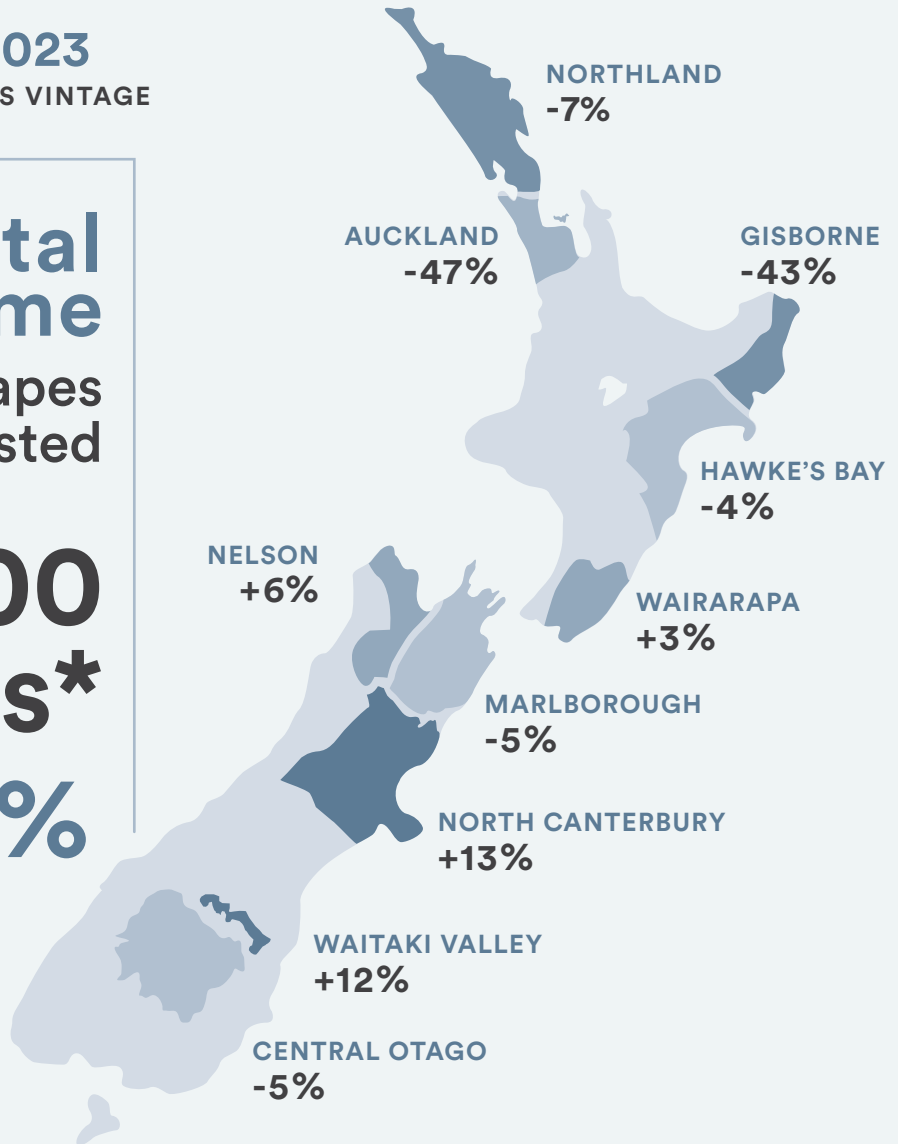 023
S VINTAGE
tal
me
apes
sted
00
s*
%
NORTHLAND
-7%
AUCKLAND
-47%
GISBORNE
-43%
HAWKE’S BAY
-4%
NELSON
+6%
WAIRARAPA
+3%
MARLBOROUGH
-5%
NORTH CANTERBURY
+13%
WAITAKI VALLEY
+12%
CENTRAL OTAGO
-5%